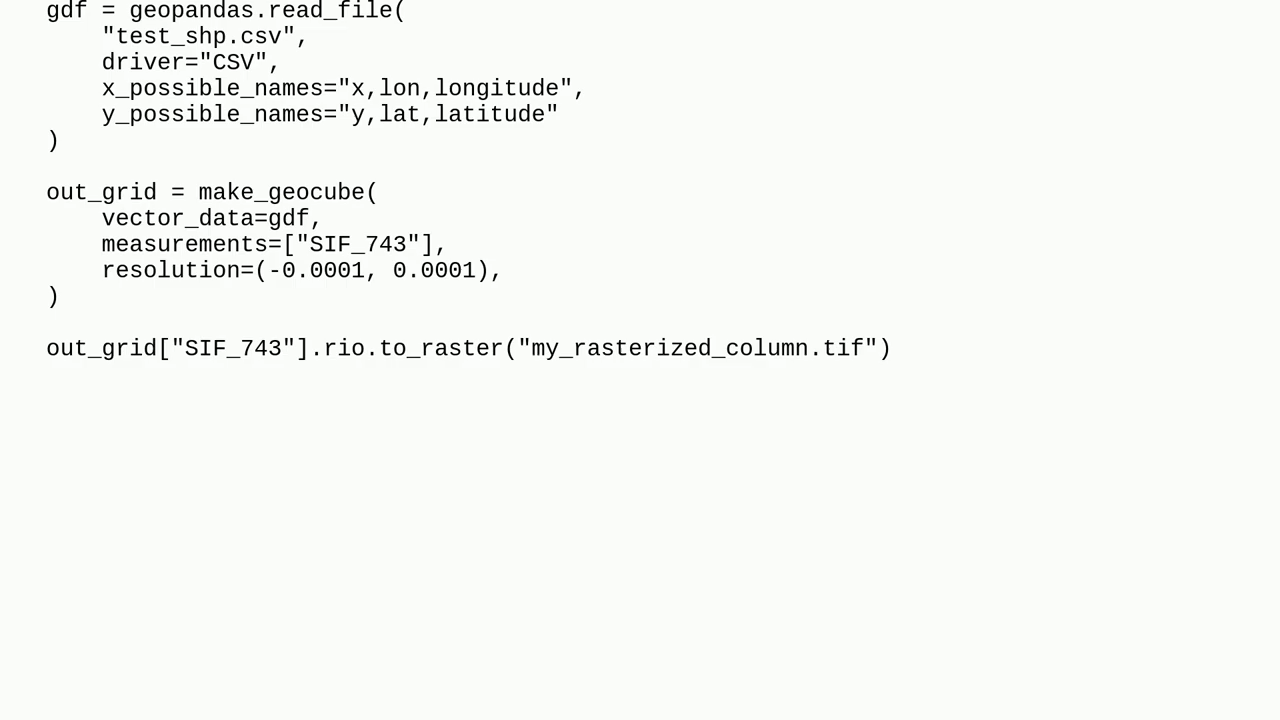 gdf = geopandas.read_file(
    "test_shp.csv",
    driver="CSV",
    x_possible_names="x,lon,longitude",
    y_possible_names="y,lat,latitude"
)

out_grid = make_geocube(
    vector_data=gdf,
    measurements=["SIF_743"],
    resolution=(-0.0001, 0.0001),
)

out_grid["SIF_743"].rio.to_raster("my_rasterized_column.tif")